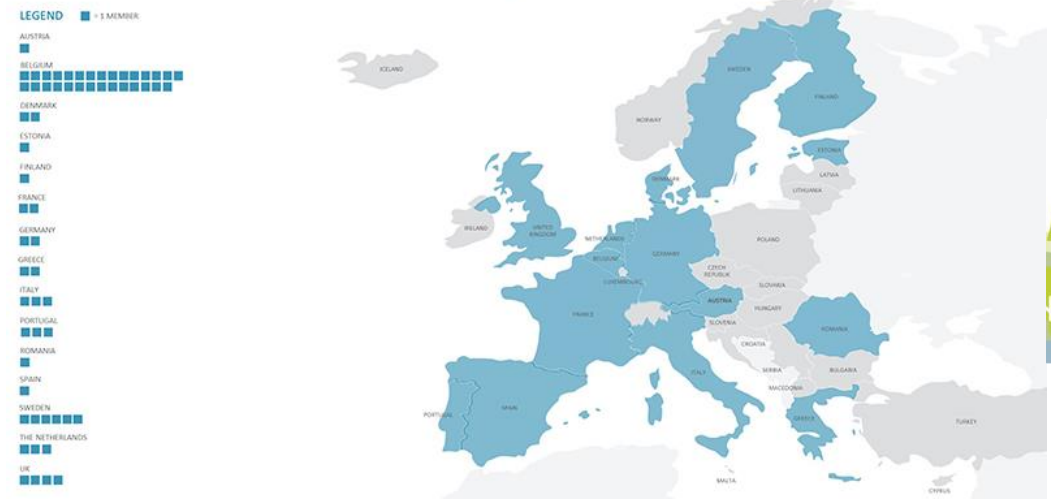 LEGEND = 1 MEMBER
AUSTRIA
BELGIUM
DENMARK
ESTONIA
FINLAND
FRANCE
GERMANY
GREECE
ITALY
PORTUGAL
ROMANIA
SPAIN
SWEDEN
THE NETHERLANDS
UK
ICELAND
SWEDEN
FINLAND
NORWAY
ESTONIA
LATVIA
LITHUANIA
DENMARK
IRELAND
UNITED
KINGDOM
NETHERLANDS
BELGIUM
LUXEMBOURG
GERMANY
POLAND
CZECH
REPUBLIK
SLOVAKIA
AUSTRIA
HUNGARY
SLOVENIA
FRANCE
CROATIA
ROMANIA
SERBIA
BULGARIA
ITALY
MACEDONIA
PORTUGAL
SPAIN
GREECE
TURKEY
MALTA
CYPRUS